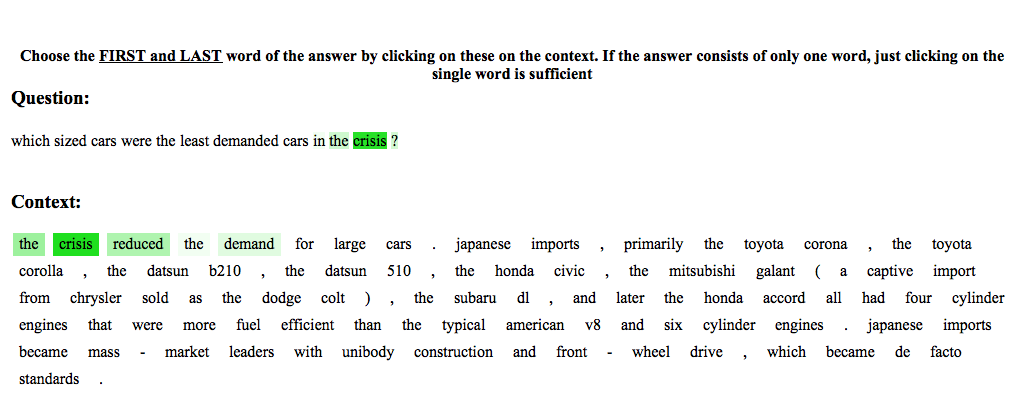 Choose the FIRST and LAST word of the answer by clicking on these on the context. If the answer consists of only one word, just clicking on the
single word is sufficient
Question:
which sized cars were the least demanded cars in the crisis ?
Context:
the crisis reduced the demand for large cars . japanese imports , primarily the toyota corona , the toyota
corolla , the datsun b210 , the datsun 510 , the honda civic , the mitsubishi galant ( a captive import
from chrysler sold as the dodge colt ) , the subaru dl , and later the honda accord all had four cylinder
engines that were more fuel efficient than the typical american v8 and six cylinder engines . japanese imports
became mass - market leaders with unibody construction and front - wheel drive , which became de facto
standards .